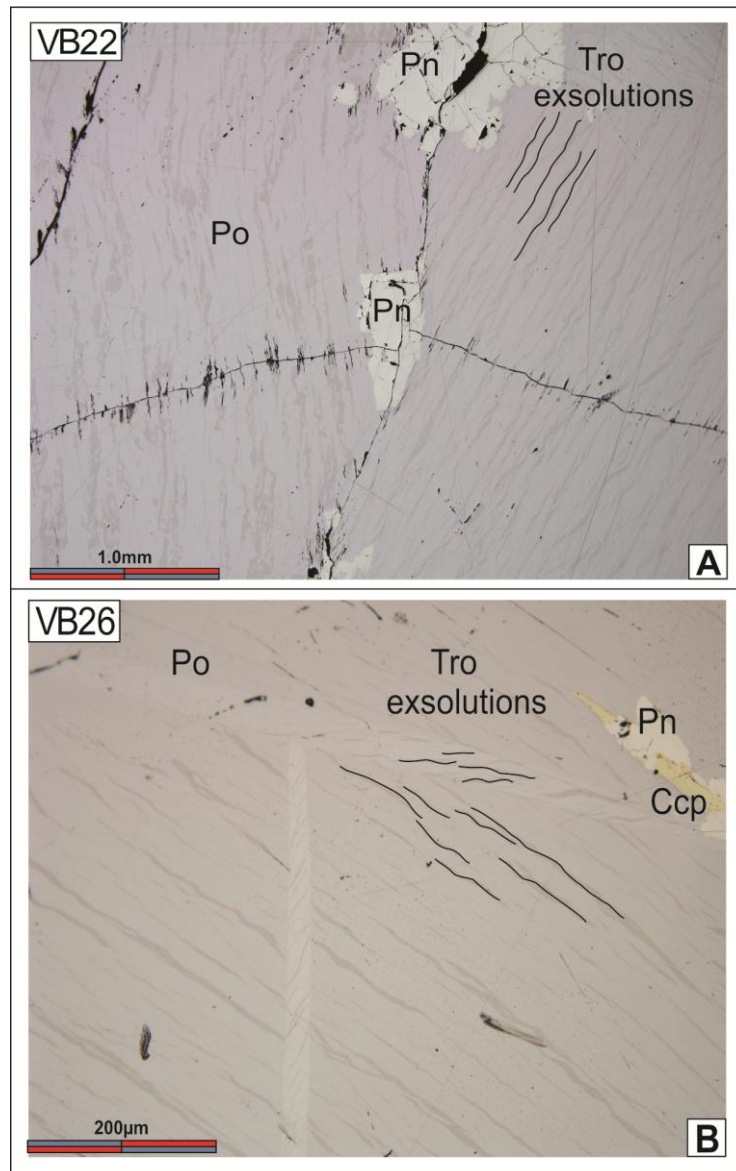 VB22
Pn
Tro
exsolutions
Po
Pn
1.0mm
A
VB26
Po
Tro
exsolutions
Pn
Ccp
200µm
B